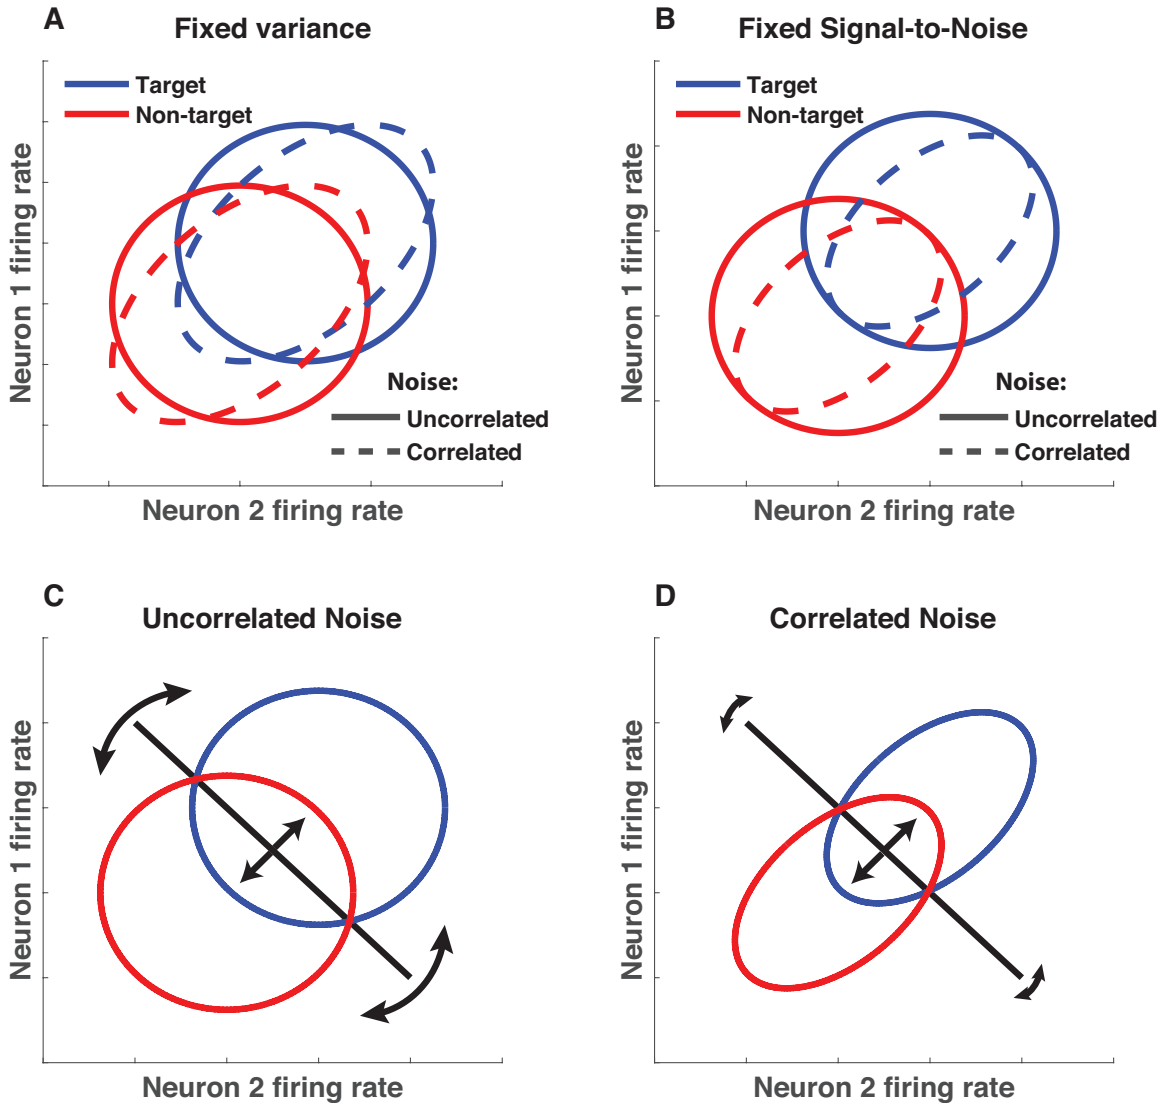 A
Fixed variance
Target
Non-target
Neuron 1 firing rate
Noise:
Uncorrelated
Correlated
Neuron 2 firing rate
B
Fixed Signal-to-Noise
Target
Non-target
Neuron 1 firing rate
Noise:
Uncorrelated
Correlated
Neuron 2 firing rate
C
Uncorrelated Noise
Neuron 1 firing rate
Neuron 2 firing rate
D
Correlated Noise
Neuron 1 firing rate
Neuron 2 firing rate